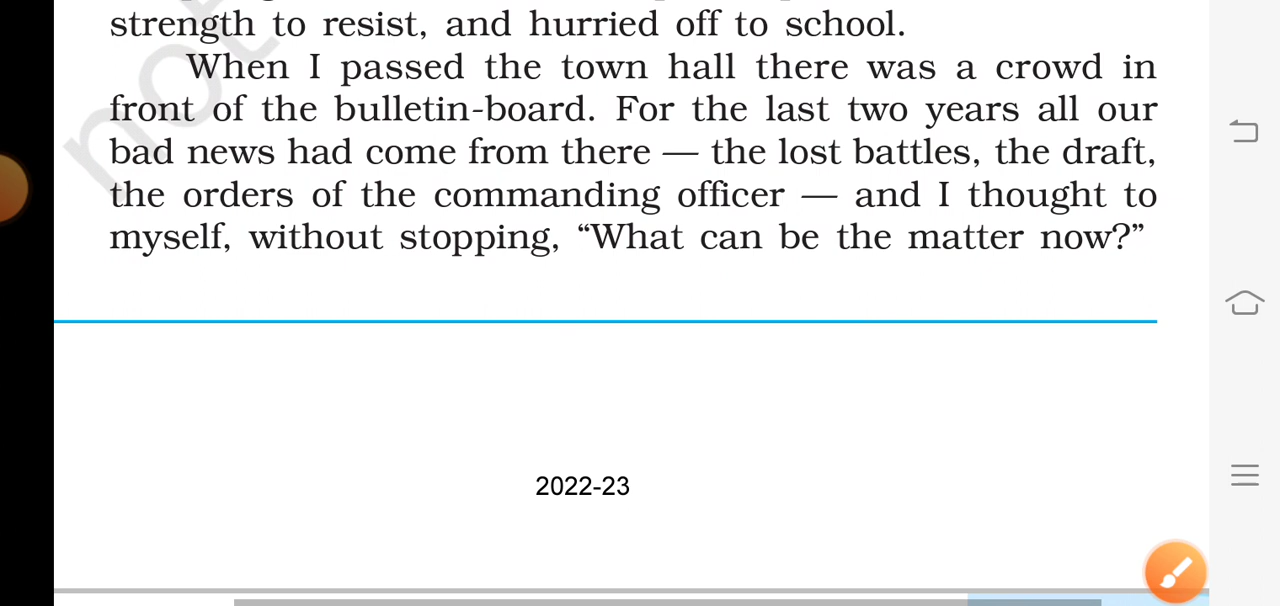 strength to resist, and hurried off to school.
When I passed the town hall there was a crowd in
front of the bulletin-board. For the last two years all our
bad news had come from there — the lost battles, the draft,
the orders of the commanding officer — and I thought to
myself, without stopping, “What can be the matter now?”
2022-23